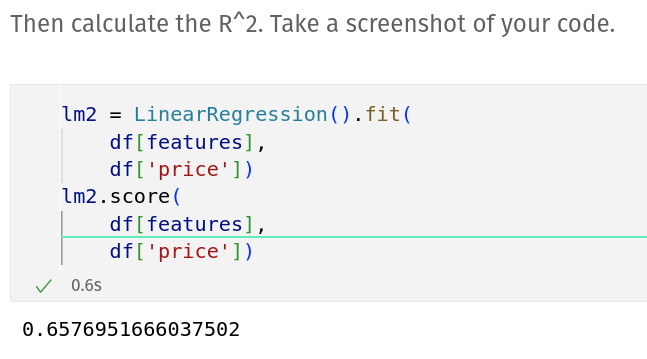 Then calculate the R^2. Take a screenshot of your code.
lm2 = LinearRegression().fit(
    df[features],
    df['price'])
lm2.score(
    df[features],
    df['price'])
✓ 0.6s
0.6576951666037502